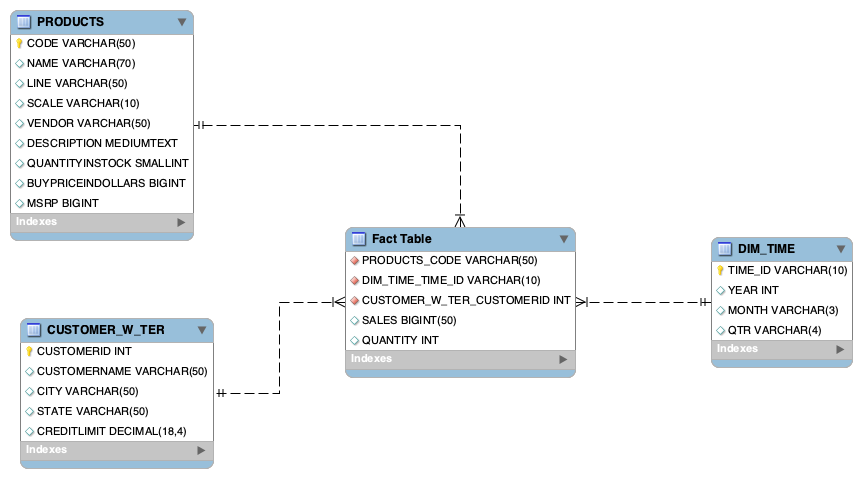 PRODUCTS
CODE VARCHAR(50)
NAME VARCHAR(70)
LINE VARCHAR(50)
SCALE VARCHAR(10)
VENDOR VARCHAR(50)
DESCRIPTION MEDIUMTEXT
QUANTITYINSTOCK SMALLINT
BUYPRICEINDOLLARS BIGINT
MSRP BIGINT
Indexes
Fact Table
PRODUCTS_CODE VARCHAR(50)
DIM_TIME_TIME_ID VARCHAR(10)
CUSTOMER_W_TER_CUSTOMERID INT
SALES BIGINT(50)
QUANTITY INT
Indexes
DIM_TIME
TIME_ID VARCHAR(10)
YEAR INT
MONTH VARCHAR(3)
QTR VARCHAR(4)
Indexes
CUSTOMER_W_TER
CUSTOMERID INT
CUSTOMERNAME VARCHAR(50)
CITY VARCHAR(50)
STATE VARCHAR(50)
CREDITLIMIT DECIMAL(18,4)
Indexes